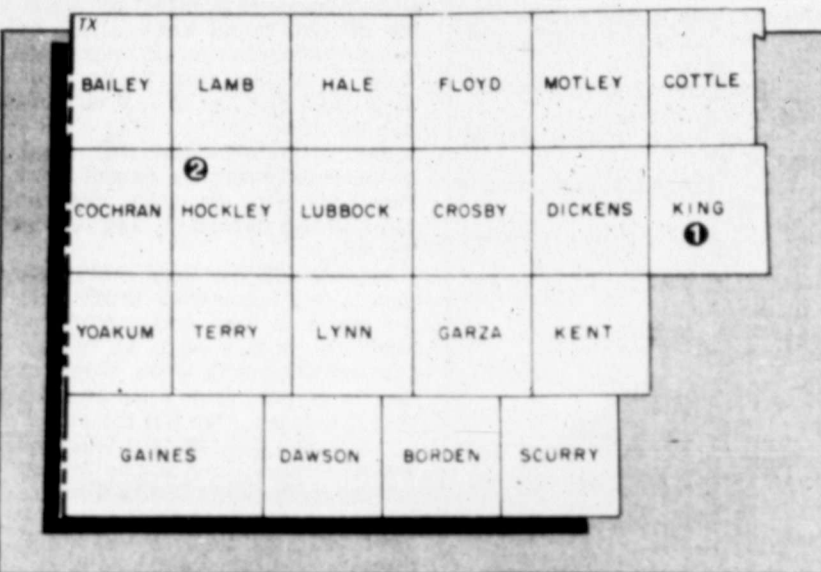 TX
BAILEY LAMB HALE FLOYD MOTLEY COTTLE
2
COCHRAN HOCKLEY LUBBOCK CROSBY DICKENS KING
1
YOAKUM TERRY LYNN GARZA KENT
GAINES DAWSON BORDEN SCURRY